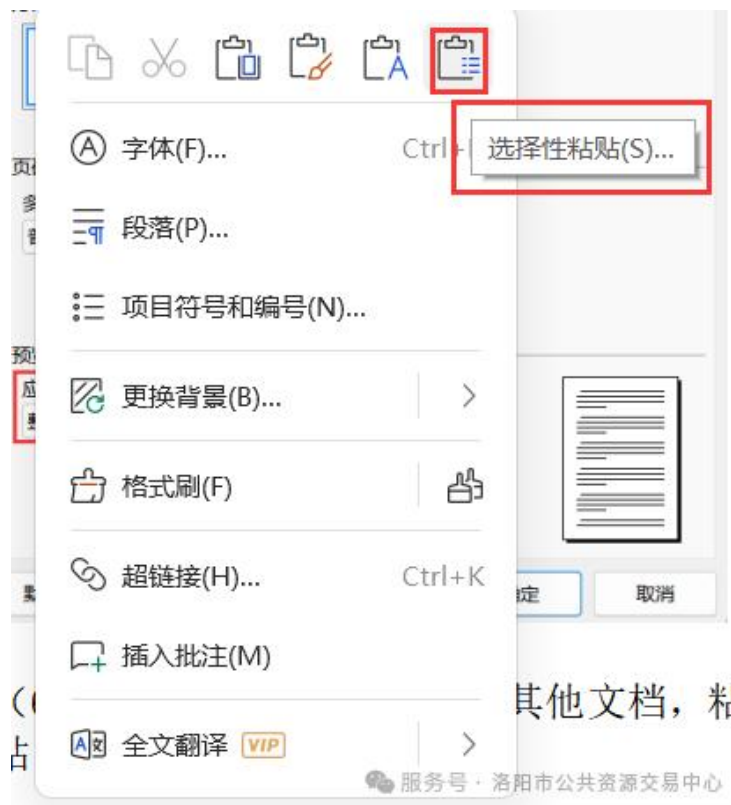 字体(F)...
Ctrl+
选择性粘贴(S)...
段落(P)...
项目符号和编号(N)...
更换背景(B)...
格式刷(F)
超链接(H)...
Ctrl+K
定
取消
插入批注(M)
其他文档，粘
全文翻译
VIP
服务号 · 洛阳市公共资源交易中心